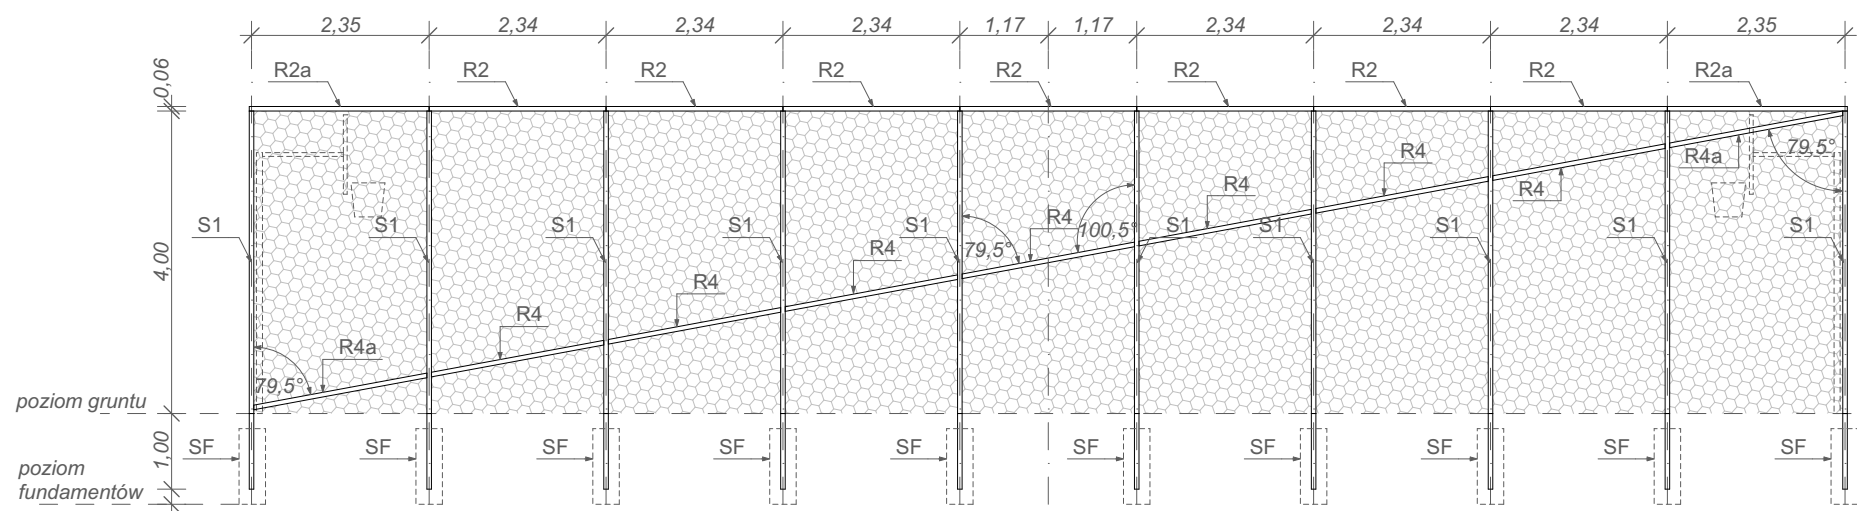 2,35 2,34 2,34 2,34 1,17 1,17 2,34 2,34 2,34 2,35
0,06
R2a R2 R2 R2 R2 R2 R2 R2 R2a
R4 R4a 79,5°
R4
R4
S1 S1 S1 S1 S1 R4 S1 S1 S1 S1 S1
100,5°
79,5°
4,00
R4
R4
R4
R4a
79,5°
poziom gruntu
1,00
SF SF SF SF SF SF SF SF SF
poziom
fundamentów